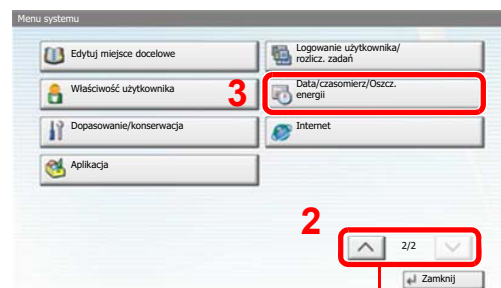 Menu systemu
Edytuj miejsce docelowe
Logowanie użytkownika/
rozlicz. zadań
Właściwość użytkownika
3
Data/czasomierz/Oszcz.
energii
Dopasowanie/konserwacja
Internet
Aplikacja
2
2/2
Zamknij